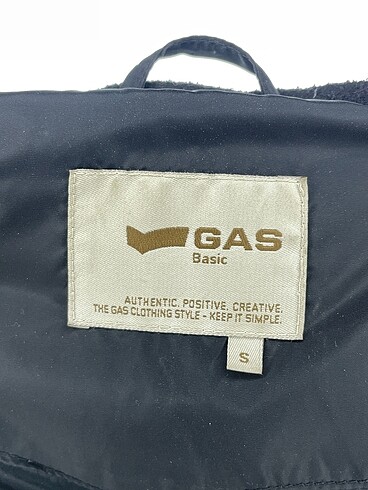 GAS
Basic
AUTHENTIC. POSITIVE. CREATIVE.
THE GAS CLOTHING STYLE - KEEP IT SIMPLE.
S